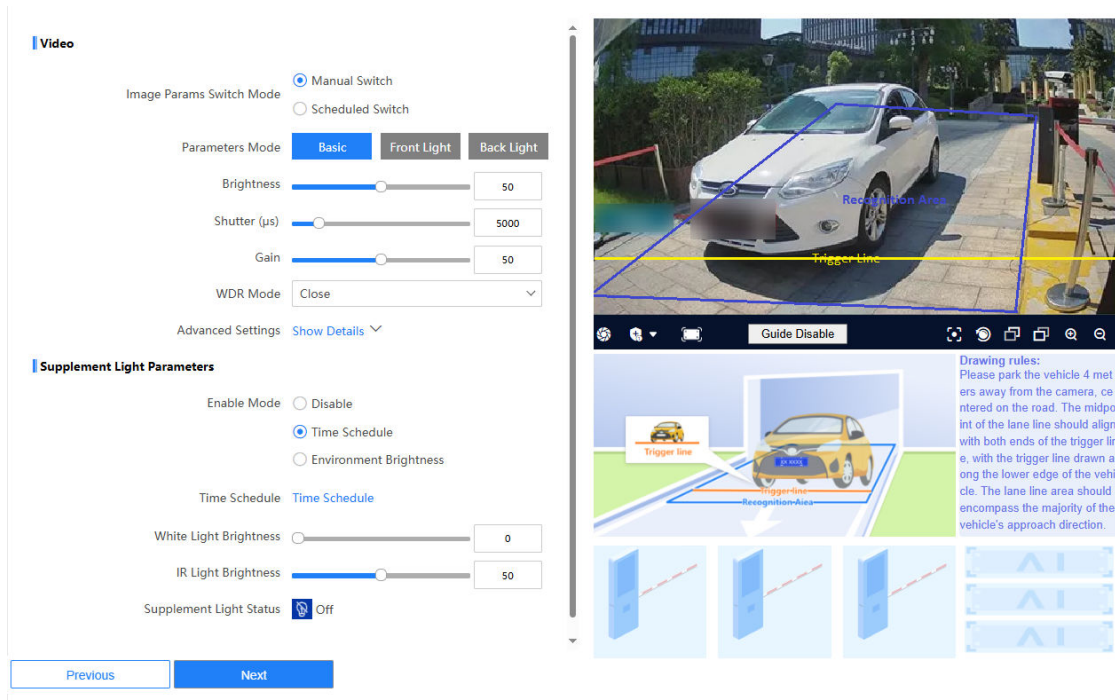 Video
Image Params Switch Mode
Manual Switch
Scheduled Switch
Parameters Mode
Basic
Front Light
Back Light
Brightness
50
Shutter (μs)
5000
Gain
50
WDR Mode
Close
Advanced Settings
Show Details
Supplement Light Parameters
Enable Mode
Disable
Time Schedule
Environment Brightness
Time Schedule
Time Schedule
White Light Brightness
0
IR Light Brightness
50
Supplement Light Status
Off
Previous
Next
Recognition Area
Trigger Line
Guide Disable
Trigger line
Trigger line
Recognition Aiea
Drawing rules:
Please park the vehicle 4 met
ers away from the camera, ce
ntered on the road. The midpo
int of the lane line should align
with both ends of the trigger lin
e, with the trigger line drawn a
ong the lower edge of the vehi
cle. The lane line area should
encompass the majority of the
vehicle's approach direction.